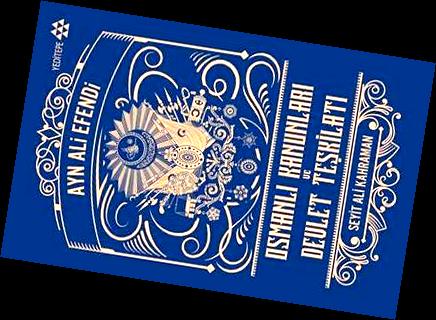 YEDİTEPE
AYN ALİ EFENDİ
OSMANLI KANUNLARI
VE
DEVLET TEŞKİLATI
SEYİT ALİ KAHRAMAN